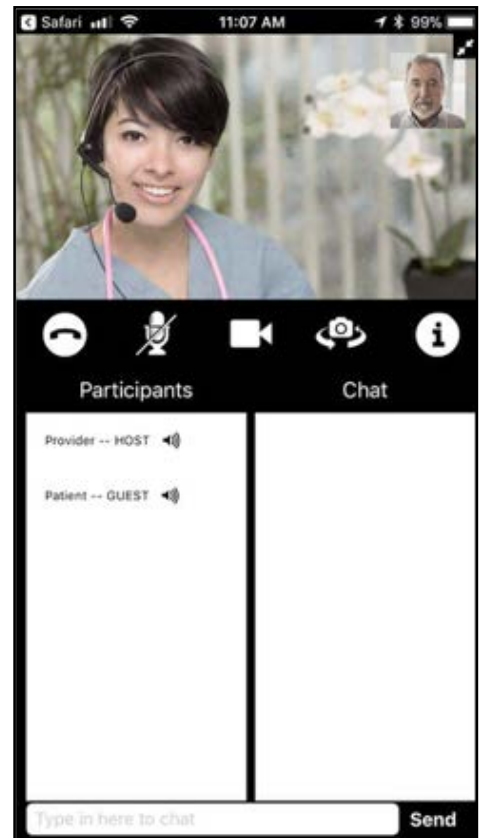 Safari 11:07 AM 99%
Participants Chat
Provider -- HOST
Patient -- GUEST
Type in here to chat Send